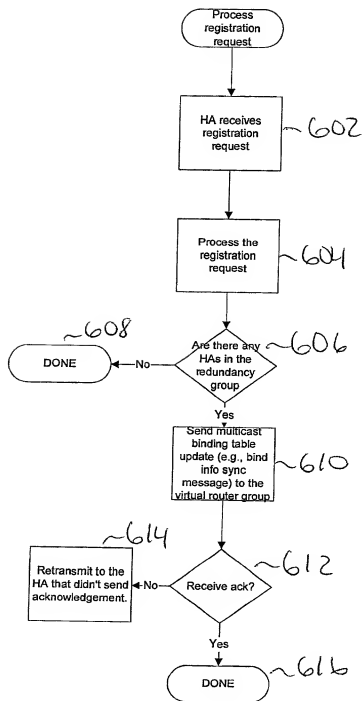 Process
registration
request
HA receives
registration
request
~602
Process the
registration
request
~604
Are there any
HAs in the
redundancy
group
~606
~608
DONE
No
Yes
Send multicast
binding table
update (e.g., bind
info sync
message) to the
virtual router group
~610
~614
Retransmit to the
HA that didn't send
acknowledgement.
No
Receive ack?
~612
Yes
DONE
~616